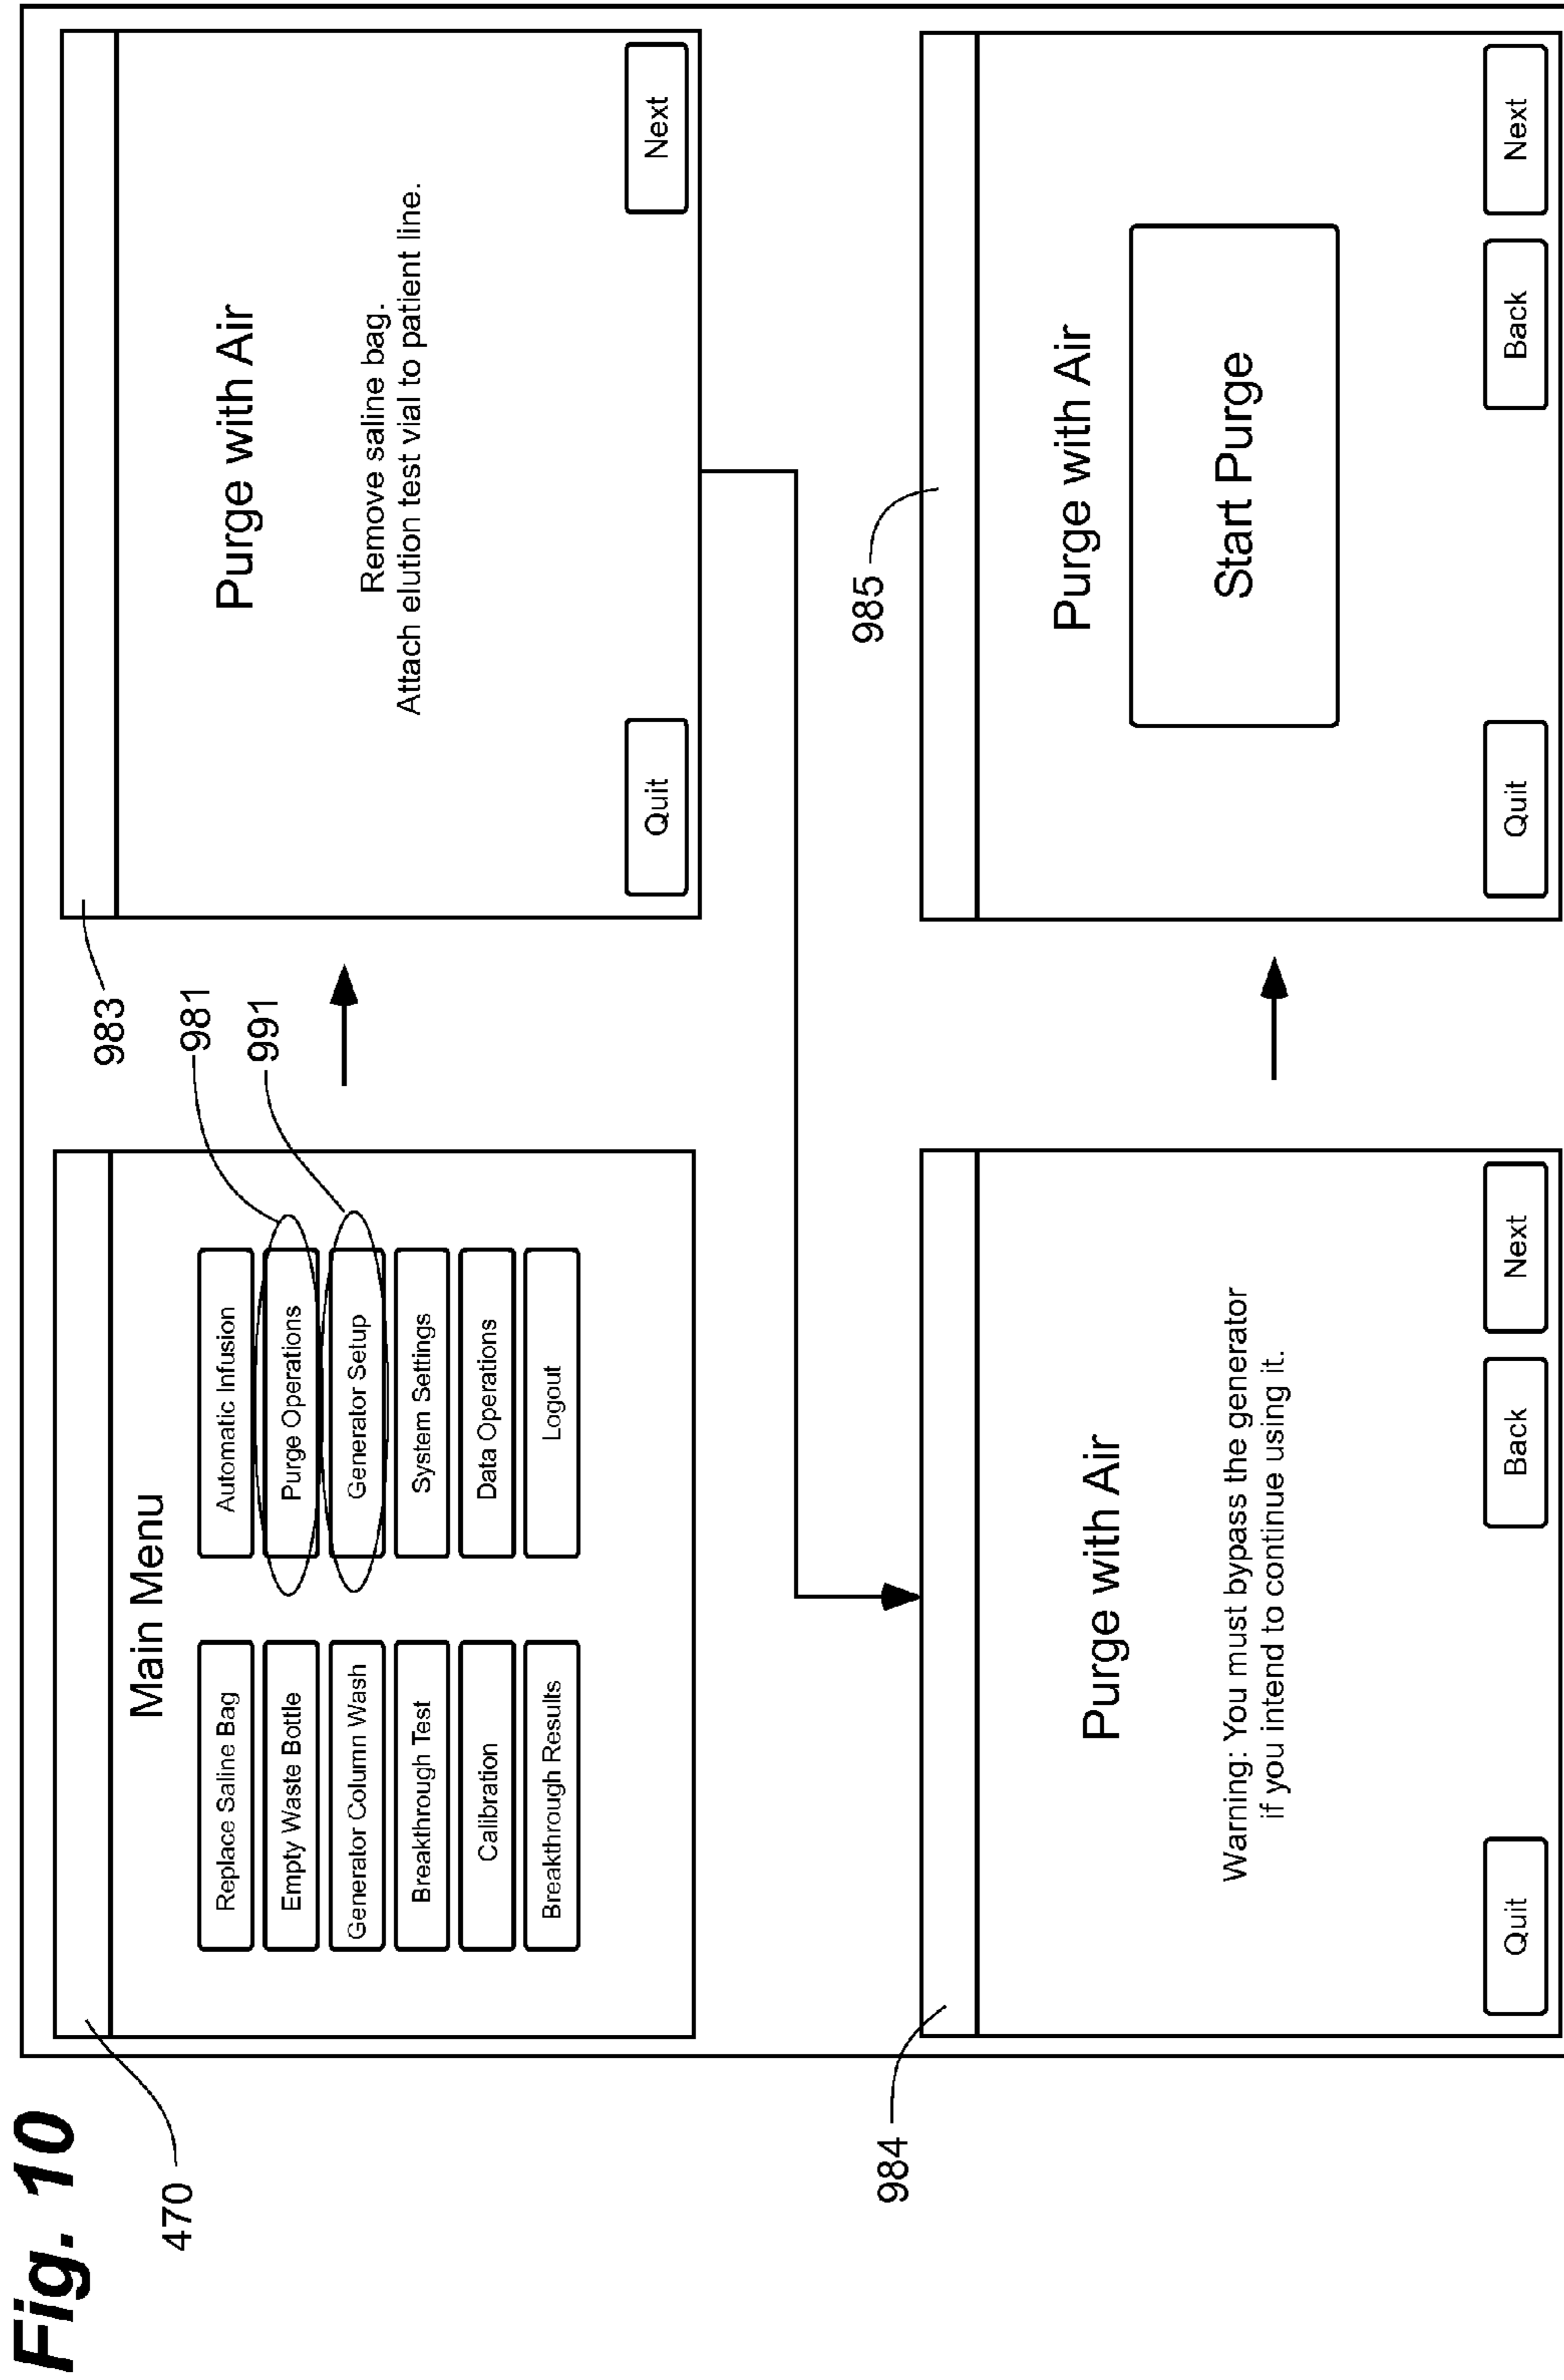 Fig. 10
470
Main Menu
Replace Saline Bag
Empty Waste Bottle
Generator Column Wash
Breakthrough Test
Calibration
Breakthrough Results
Automatic Infusion
Purge Operations
Generator Setup
System Settings
Data Operations
Logout
981
991
983
Purge with Air
Remove saline bag.
Attach elution test vial to patient line.
Quit
Next
984
Purge with Air
Warning: You must bypass the generator
if you intend to continue using it.
Quit
Back
Next
985
Purge with Air
Start Purge
Quit
Back
Next